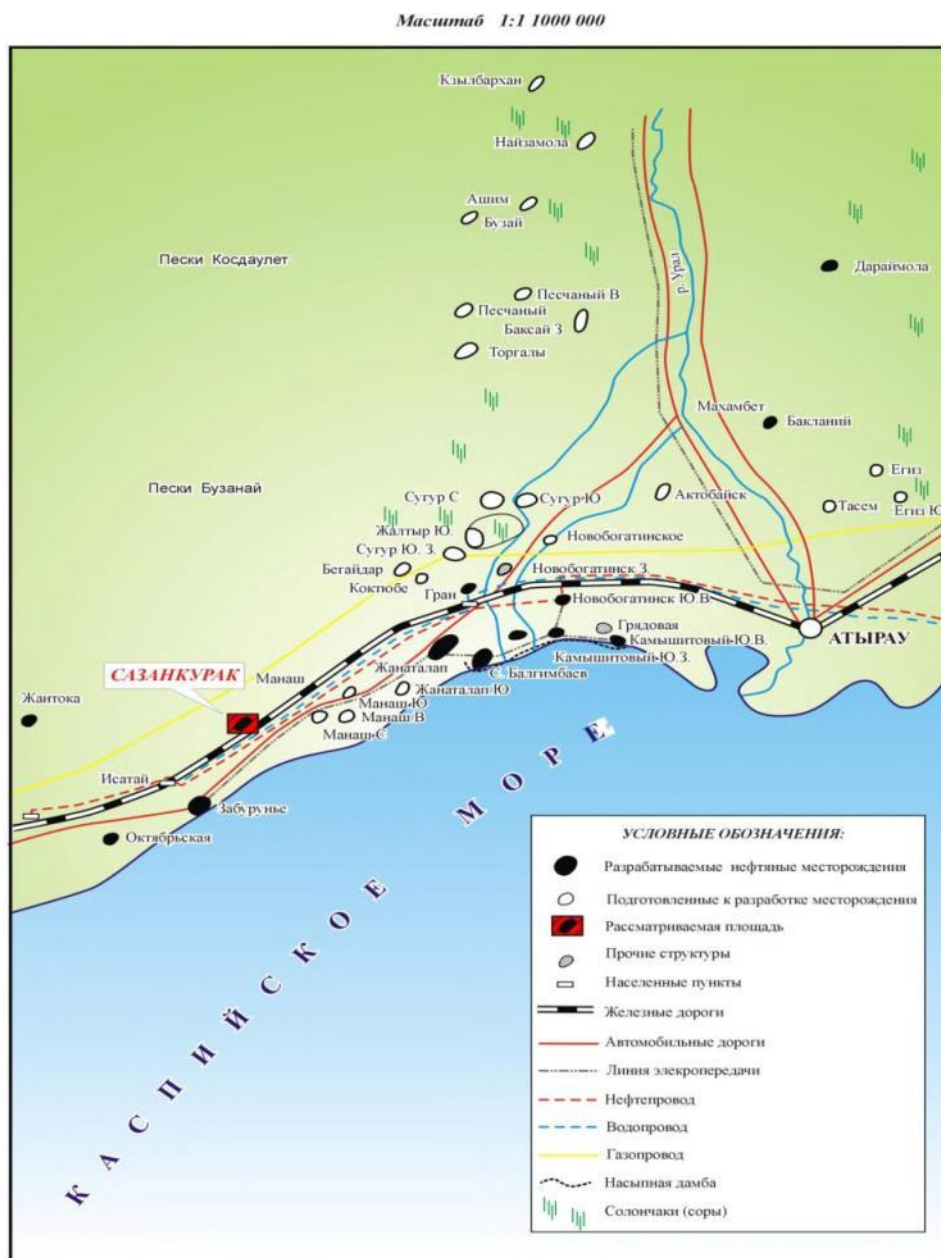 Масштаб 1:1 1000 000
Кзылбархан
Найзамола
Ашим
Бузай
Пески Косдаулет
р. Урал
Дараймола
Песчаный В
Песчаный
Баксай З
Торгалы
Махамбет
Бакланий
Пески Бузанай
Сугур С
Сугур Ю
Актобайск
Егиз
Тасем
Егиз Ю
Жалтыр Ю.
Новобогатинское
Сугур Ю. З.
Бегайдар
Новобогатинск З.
Коктюбе
Гран
Новобогатинск Ю.В.
Грядовая
АТЫРАУ
Камышитовый Ю.В.
Камышитовый Ю.З.
Жанаталап
С. Балгимбаев
САЗАНКУРАК
Манаш
Жанаталап Ю
Жантока
Манаш Ю
Манаш В
Манаш С
Исатай
Забурунье
Октябрьская
КАСПИЙСКОЕ МОРЕ
УСЛОВНЫЕ ОБОЗНАЧЕНИЯ:
Разрабатываемые нефтяные месторождения
Подготовленные к разработке месторождения
Рассматриваемая площадь
Прочие структуры
Населенные пункты
Железные дороги
Автомобильные дороги
Линия элекропередачи
Нефтепровод
Водопровод
Газопровод
Насыпная дамба
Солончаки (соры)